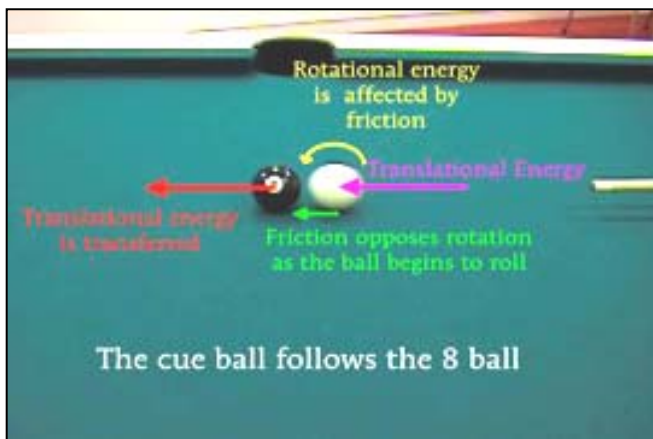 Rotational energy
is affected by
friction
Translational Energy
Translational energy
is transferred
Friction opposes rotation
as the ball begins to roll
The cue ball follows the 8 ball